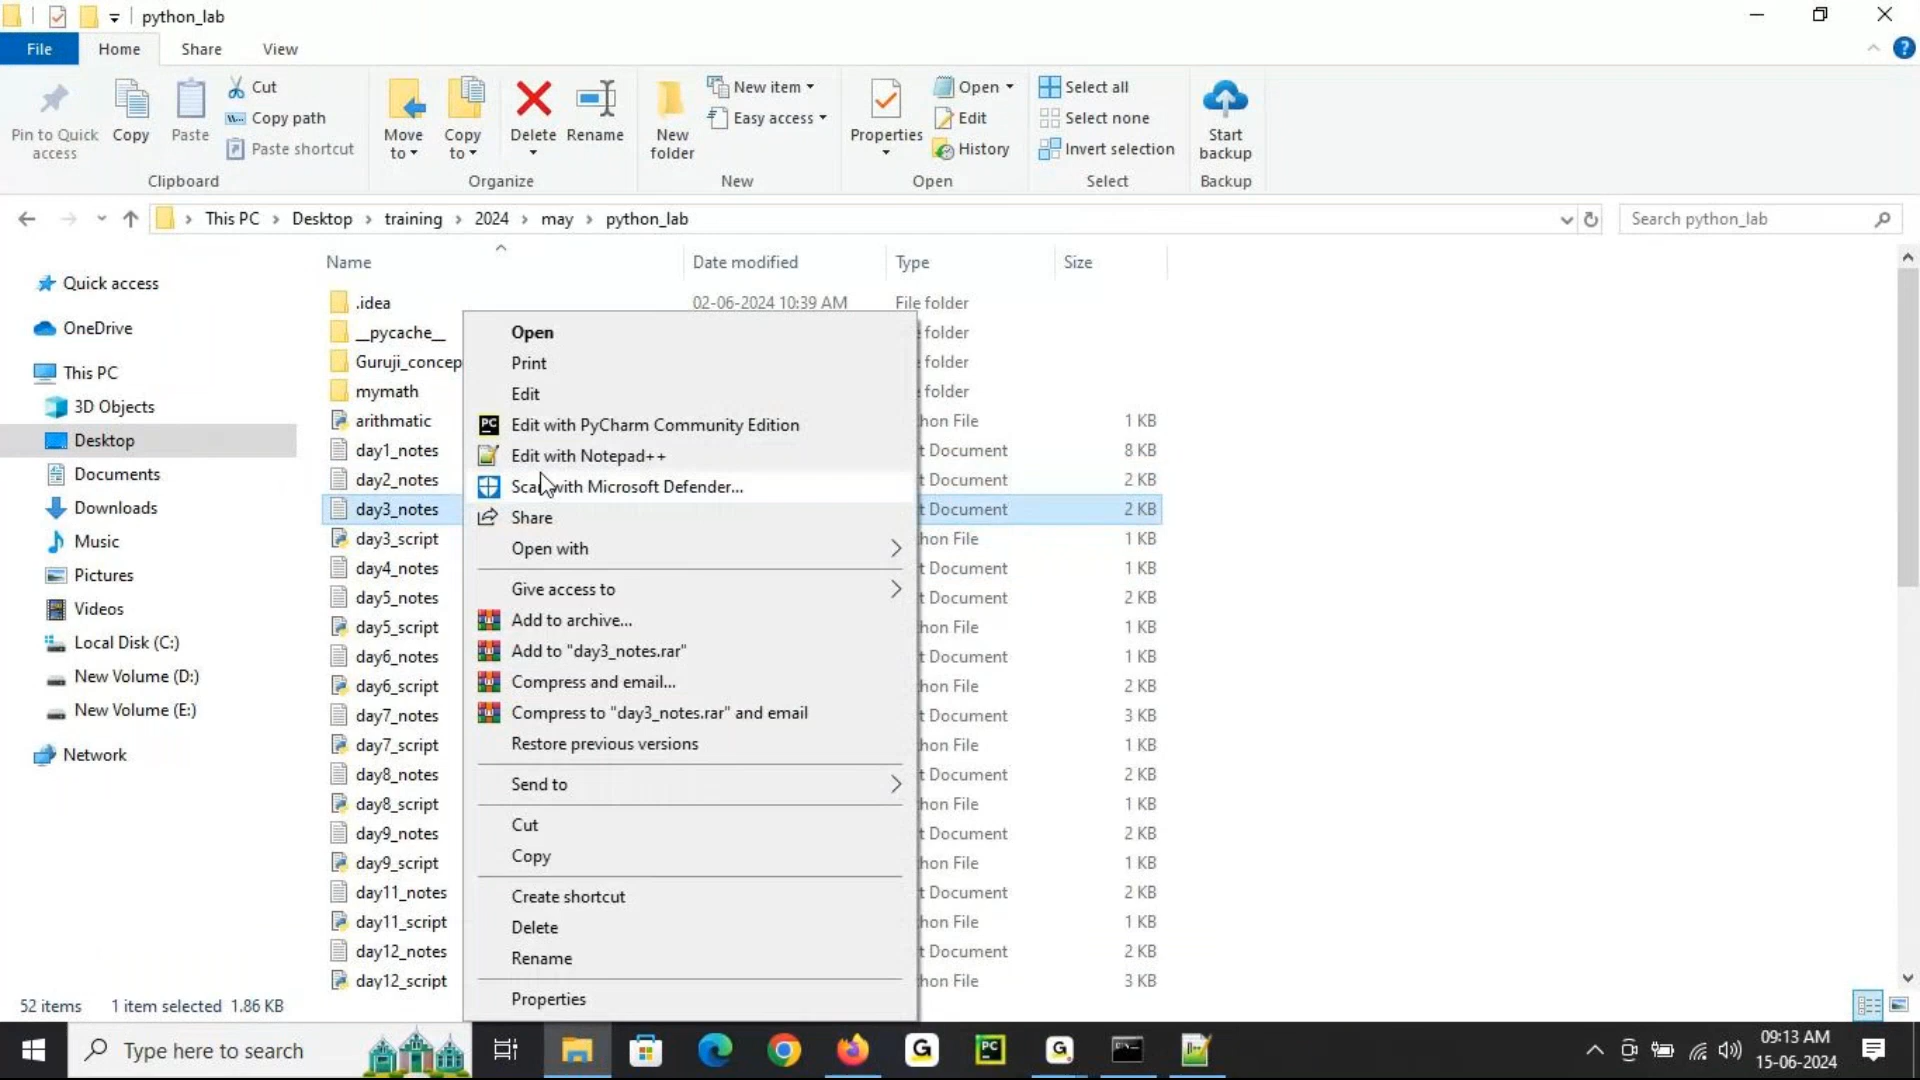 python_lab
File Home Share View
Pin to Quick access
Copy
Paste
Cut
Copy path
Paste shortcut
Clipboard
Move to
Copy to
Delete
Rename
Organize
New folder
New item
Easy access
New
Properties
Open
Edit
History
Open
Select all
Select none
Invert selection
Select
Start backup
Backup
This PC > Desktop > training > 2024 > may > python_lab
Search python_lab
Quick access
OneDrive
This PC
3D Objects
Desktop
Documents
Downloads
Music
Pictures
Videos
Local Disk (C:)
New Volume (D:)
New Volume (E:)
Network
Name Date modified Type Size
.idea 02-06-2024 10:39 AM File folder
__pycache__ folder
Guruji_concep folder
mymath folder
arithmatic hon File 1 KB
day1_notes t Document 8 KB
day2_notes t Document 2 KB
day3_notes t Document 2 KB
day3_script hon File 1 KB
day4_notes t Document 1 KB
day5_notes t Document 2 KB
day5_script hon File 1 KB
day6_notes t Document 1 KB
day6_script hon File 2 KB
day7_notes t Document 3 KB
day7_script hon File 1 KB
day8_notes t Document 2 KB
day8_script hon File 1 KB
day9_notes t Document 2 KB
day9_script hon File 2 KB
day11_notes t Document 2 KB
day11_script hon File 1 KB
day12_notes t Document 2 KB
day12_script hon File 3 KB
Open
Print
Edit
Edit with PyCharm Community Edition
Edit with Notepad++
Scan with Microsoft Defender...
Share
Open with
Give access to
Add to archive...
Add to "day3_notes.rar"
Compress and email...
Compress to "day3_notes.rar" and email
Restore previous versions
Send to
Cut
Copy
Create shortcut
Delete
Rename
Properties
52 items 1 item selected 1.86 KB
Type here to search
09:13 AM
15-06-2024